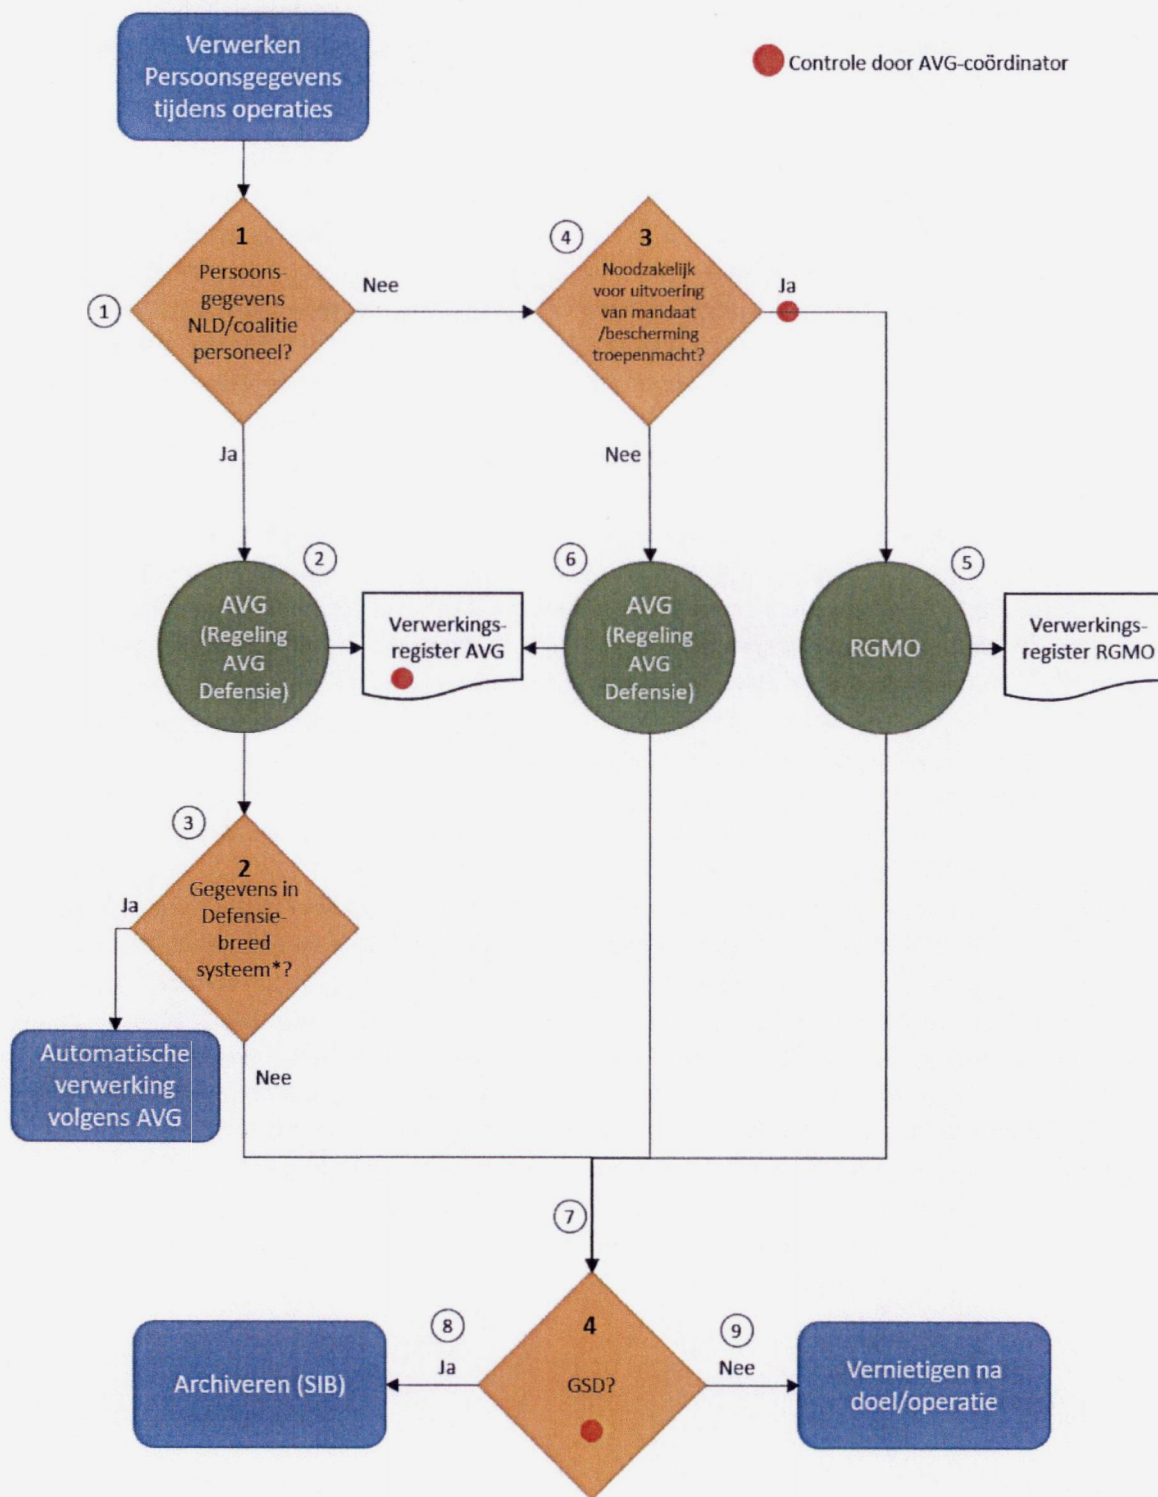 Verwerken
Persoonsgegevens
tijdens operaties
Controle door AVG-coördinator
1
Persoons-
gegevens
NLD/coalitie
personeel?
1
Nee
4
3
Noodzakelijk
voor uitvoering
van mandaat
/bescherming
troepenmacht?
Ja
Ja
Nee
2
AVG
(Regeling
AVG
Defensie)
Verwerkings-
register AVG
6
AVG
(Regeling
AVG
Defensie)
5
RGMO
Verwerkings-
register RGMO
3
2
Gegevens in
Defensie-
breed
systeem*?
Ja
Automatische
verwerking
volgens AVG
Nee
7
4
GSD?
8
Ja
Archiveren (SIB)
9
Nee
Vernietigen na
doel/operatie